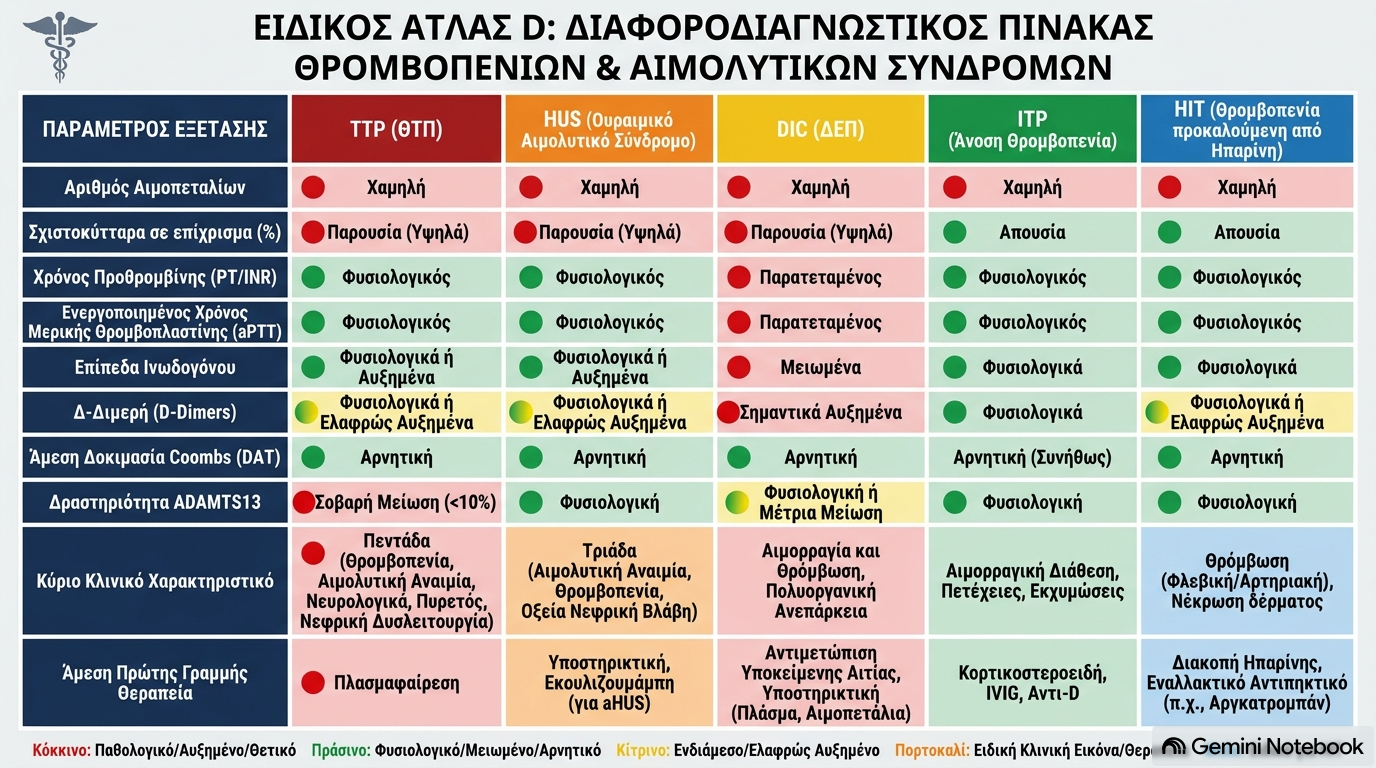 ΕΙΔΙΚΟΣ ΑΤΛΑΣ D: ΔΙΑΦΟΡΟΔΙΑΓΝΩΣΤΙΚΟΣ ΠΙΝΑΚΑΣ
ΘΡΟΜΒΟΠΕΝΙΩΝ & ΑΙΜΟΛΥΤΙΚΩΝ ΣΥΝΔΡΟΜΩΝ
ΠΑΡΑΜΕΤΡΟΣ ΕΞΕΤΑΣΗΣ
TTP (ΘΤΠ)
HUS (Ουραιμικό
Αιμολυτικό Σύνδρομο)
DIC (ΔΕΠ)
ITP
(Άνοση Θρομβοπενία)
HIT (Θρομβοπενία
προκαλούμενη από
Ηπαρίνη)
Αριθμός Αιμοπεταλίων
Χαμηλή
Χαμηλή
Χαμηλή
Χαμηλή
Χαμηλή
Σχιστοκύτταρα σε επίχρισμα (%)
Παρουσία (Υψηλά)
Παρουσία (Υψηλά)
Παρουσία (Υψηλά)
Απουσία
Απουσία
Χρόνος Προθρομβίνης (PT/INR)
Φυσιολογικός
Φυσιολογικός
Παρατεταμένος
Φυσιολογικός
Φυσιολογικός
Ενεργοποιημένος Χρόνος
Μερικής Θρομβοπλαστίνης (aPTT)
Φυσιολογικός
Φυσιολογικός
Παρατεταμένος
Φυσιολογικός
Φυσιολογικός
Επίπεδα Ινωδογόνου
Φυσιολογικά ή
Αυξημένα
Φυσιολογικά ή
Αυξημένα
Μειωμένα
Φυσιολογικά
Φυσιολογικά
Δ-Διμερή (D-Dimers)
Φυσιολογικά ή
Ελαφρώς Αυξημένα
Φυσιολογικά ή
Ελαφρώς Αυξημένα
Σημαντικά Αυξημένα
Φυσιολογικά
Φυσιολογικά ή
Ελαφρώς Αυξημένα
Άμεση Δοκιμασία Coombs (DAT)
Αρνητική
Αρνητική
Αρνητική
Αρνητική (Συνήθως)
Αρνητική
Δραστηριότητα ADAMTS13
Σοβαρή Μείωση (<10%)
Φυσιολογική
Φυσιολογική ή
Μέτρια Μείωση
Φυσιολογική
Φυσιολογική
Κύριο Κλινικό Χαρακτηριστικό
Πεντάδα
(Θρομβοπενία,
Αιμολυτική Αναιμία,
Νευρολογικά, Πυρετός,
Νεφρική Δυσλειτουργία)
Τριάδα
(Αιμολυτική Αναιμία,
Θρομβοπενία,
Οξεία Νεφρική Βλάβη)
Αιμορραγία και
Θρόμβωση,
Πολυοργανική
Ανεπάρκεια
Αιμορραγική Διάθεση,
Πετέχειες, Εκχυμώσεις
Θρόμβωση
(Φλεβική/Αρτηριακή),
Νέκρωση δέρματος
Άμεση Πρώτης Γραμμής
Θεραπεία
Πλασμαφαίρεση
Υποστηρικτική,
Εκουλιζουμάμπη
(για aHUS)
Αντιμετώπιση
Υποκείμενης Αιτίας,
Υποστηρικτική
(Πλάσμα, Αιμοπετάλια)
Κορτικοστεροειδή,
IVIG, Αντι-D
Διακοπή Ηπαρίνης,
Εναλλακτικό Αντιπηκτικό
(π.χ., Αργκατρομπάν)
Κόκκινο: Παθολογικό/Αυξημένο/Θετικό Πράσινο: Φυσιολογικό/Μειωμένο/Αρνητικό Κίτρινο: Ενδιάμεσο/Ελαφρώς Αυξημένο Πορτοκαλί: Ειδική Κλινική Εικόνα/
Gemini Notebook